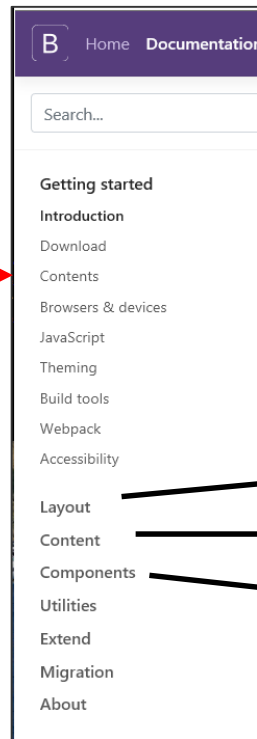 B Home Documentation
Search...
Getting started
Introduction
Download
Contents
Browsers & devices
JavaScript
Theming
Build tools
Webpack
Accessibility
Layout
Content
Components
Utilities
Extend
Migration
About